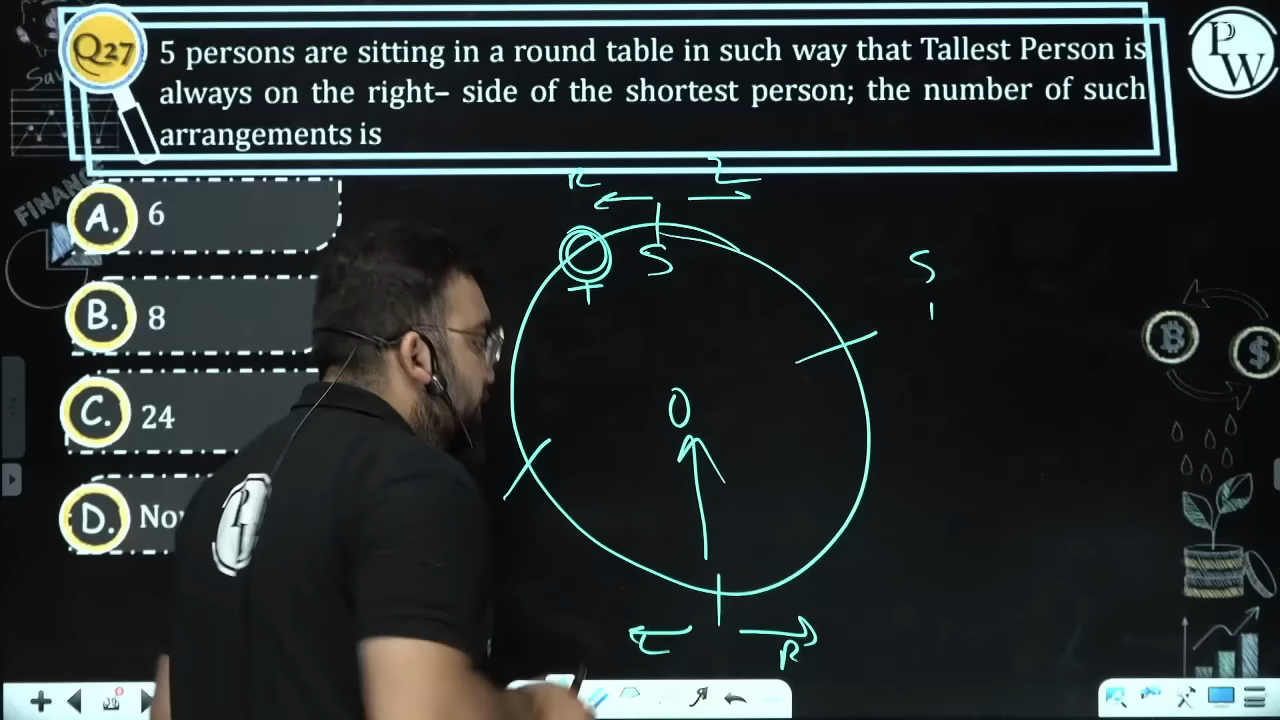 Q27
5 persons are sitting in a round table in such way that Tallest Person is
always on the right– side of the shortest person; the number of such
arrangements is
PW
FINANC
A. 6
B. 8
C. 24
D.
R L
S
T
S
O
L R